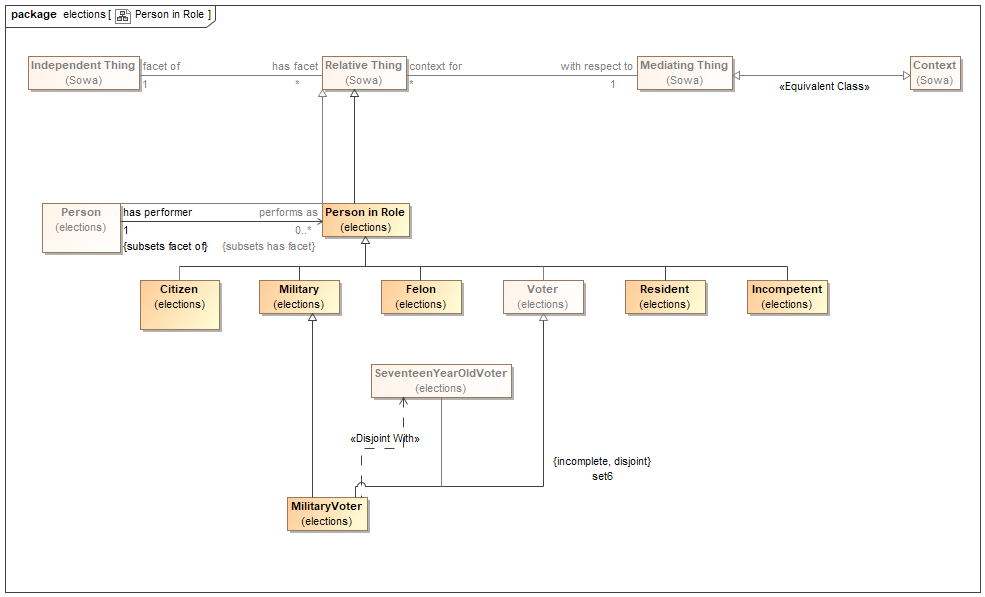 package elections [ Person in Role ]
Independent Thing
(Sowa)
facet of
1
has facet
*
Relative Thing
(Sowa)
context for
*
with respect to
1
Mediating Thing
(Sowa)
«Equivalent Class»
Context
(Sowa)
Person
(elections)
has performer
1
{subsets facet of}
performs as
0..*
{subsets has facet}
Person in Role
(elections)
Citizen
(elections)
Military
(elections)
Felon
(elections)
Voter
(elections)
Resident
(elections)
Incompetent
(elections)
SeventeenYearOldVoter
(elections)
«Disjoint With»
{incomplete, disjoint}
set6
MilitaryVoter
(elections)